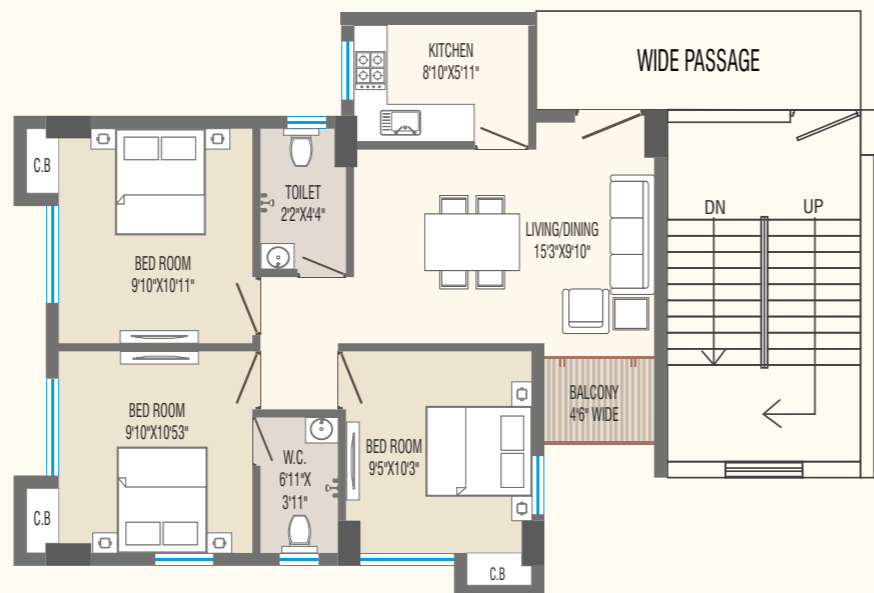 KITCHEN
8'10"X5'11"
WIDE PASSAGE
C.B
TOILET
2'2"X4'4"
DN
UP
LIVING/DINING
15'3"X9'10"
BED ROOM
9'10"X10'11"
BED ROOM
9'10"X10'53"
BALCONY
4'6" WIDE
BED ROOM
9'5"X10'3"
W.C.
6'11"X
3'11"
C.B
C.B